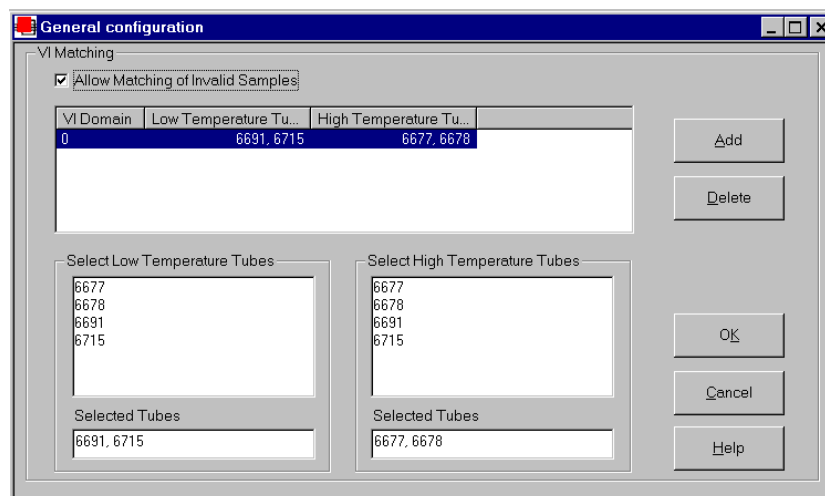 General configuration
VI Matching
Allow Matching of Invalid Samples
VI Domain Low Temperature Tu... High Temperature Tu...
0 6691, 6715 6677, 6678
Add
Delete
Select Low Temperature Tubes
6677
6678
6691
6715
Selected Tubes
6691, 6715
Select High Temperature Tubes
6677
6678
6691
6715
Selected Tubes
6677, 6678
OK
Cancel
Help